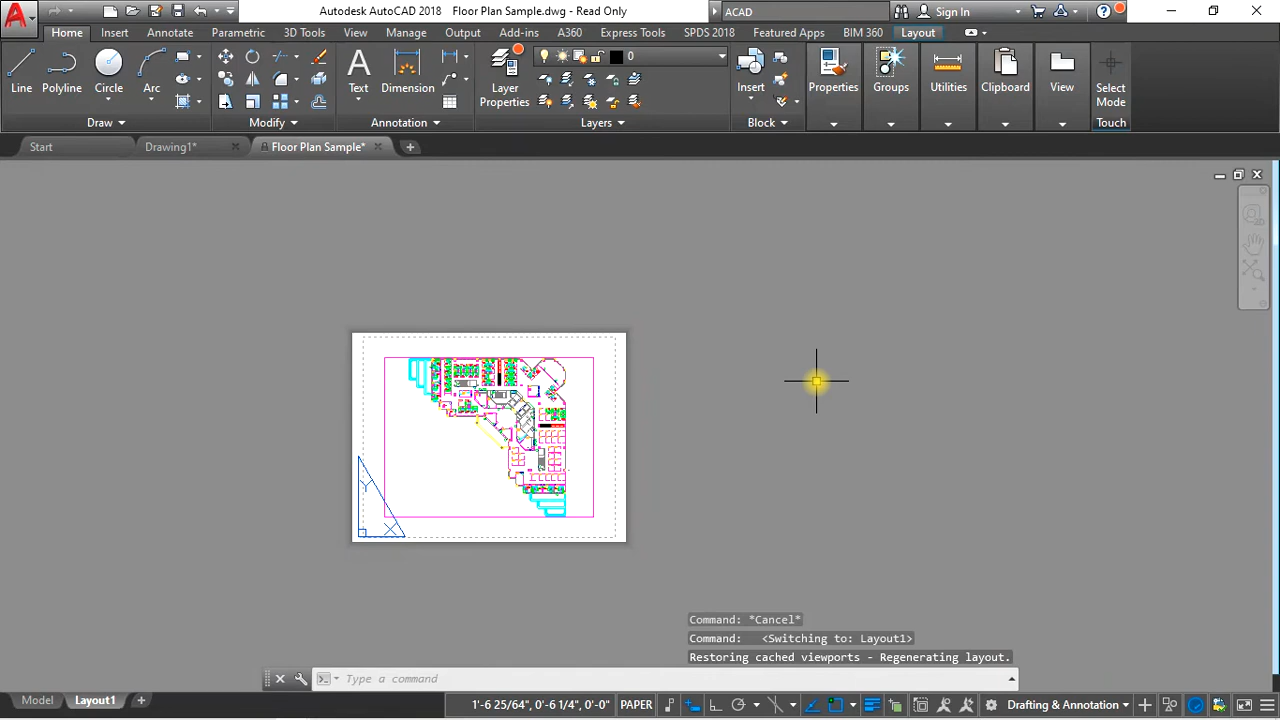 Autodesk AutoCAD 2018 Floor Plan Sample.dwg - Read Only
ACAD
Sign In
Home Insert Annotate Parametric 3D Tools View Manage Output Add-ins A360 Express Tools SPDS 2018 Featured Apps BIM 360 Layout
0
Line Polyline Circle Arc Text Dimension Layer Properties Insert Properties Groups Utilities Clipboard View Select Mode
Draw Modify Annotation Layers Block Touch
Start Drawing1* Floor Plan Sample*
Y
X
Command: *Cancel*
Command: <Switching to: Layout1>
Restoring cached viewports - Regenerating layout.
Type a command
Model Layout1 1'-6 25/64", 0'-6 1/4", 0'-0" PAPER Drafting & Annotation